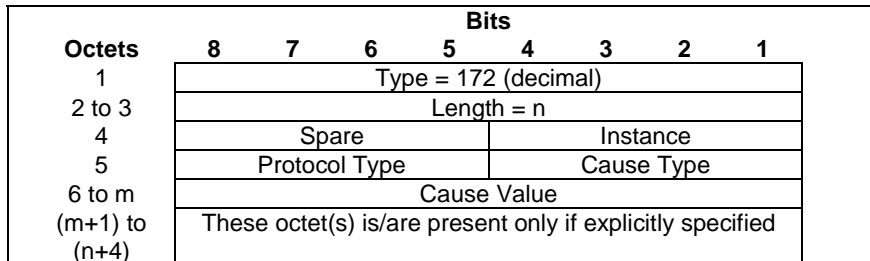 Bits
Octets 8 7 6 5 4 3 2 1
1 Type = 172 (decimal)
2 to 3 Length = n
4 Spare Instance
5 Protocol Type Cause Type
6 to m Cause Value
(m+1) to These octet(s) is/are present only if explicitly specified
(n+4)